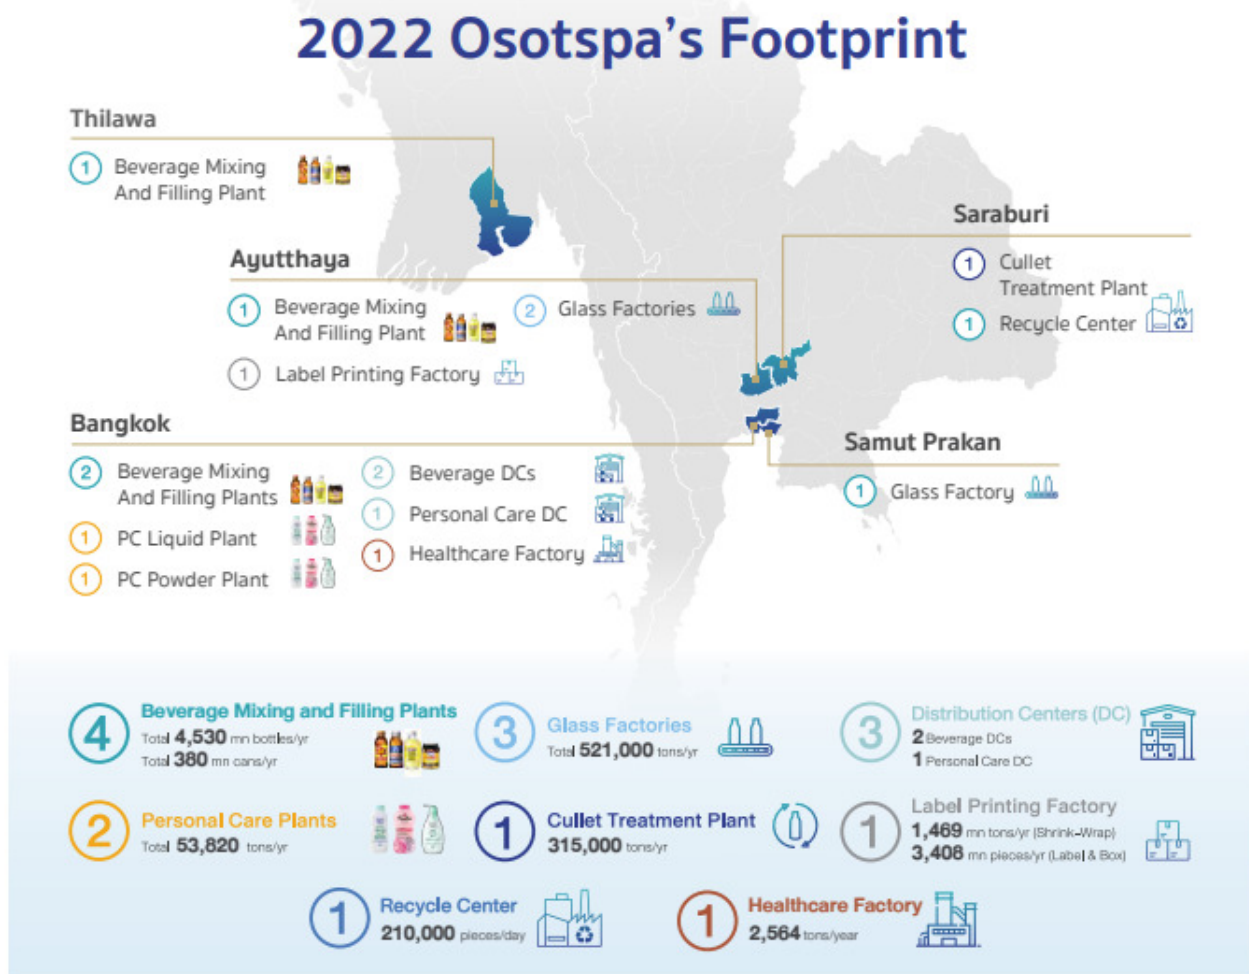 2022 Osotspa's Footprint
Thilawa
1 Beverage Mixing
And Filling Plant
Ayutthaya
1 Beverage Mixing
And Filling Plant
2 Glass Factories
1 Label Printing Factory
Saraburi
1 Cullet
Treatment Plant
1 Recycle Center
Bangkok
2 Beverage Mixing
And Filling Plants
1 PC Liquid Plant
1 PC Powder Plant
2 Beverage DCs
1 Personal Care DC
1 Healthcare Factory
Samut Prakan
1 Glass Factory
4 Beverage Mixing and Filling Plants
Total 4,530 mn bottles/yr
Total 380 mn cans/yr
3 Glass Factories
Total 521,000 tons/yr
3 Distribution Centers (DC)
2 Beverage DCs
1 Personal Care DC
2 Personal Care Plants
Total 53,820 tons/yr
1 Cullet Treatment Plant
315,000 tons/yr
1 Label Printing Factory
1,469 mn tons/yr (Shrink-Wrap)
3,408 mn pieces/yr (Label & Box)
1 Recycle Center
210,000 pieces/day
1 Healthcare Factory
2,564 tons/year